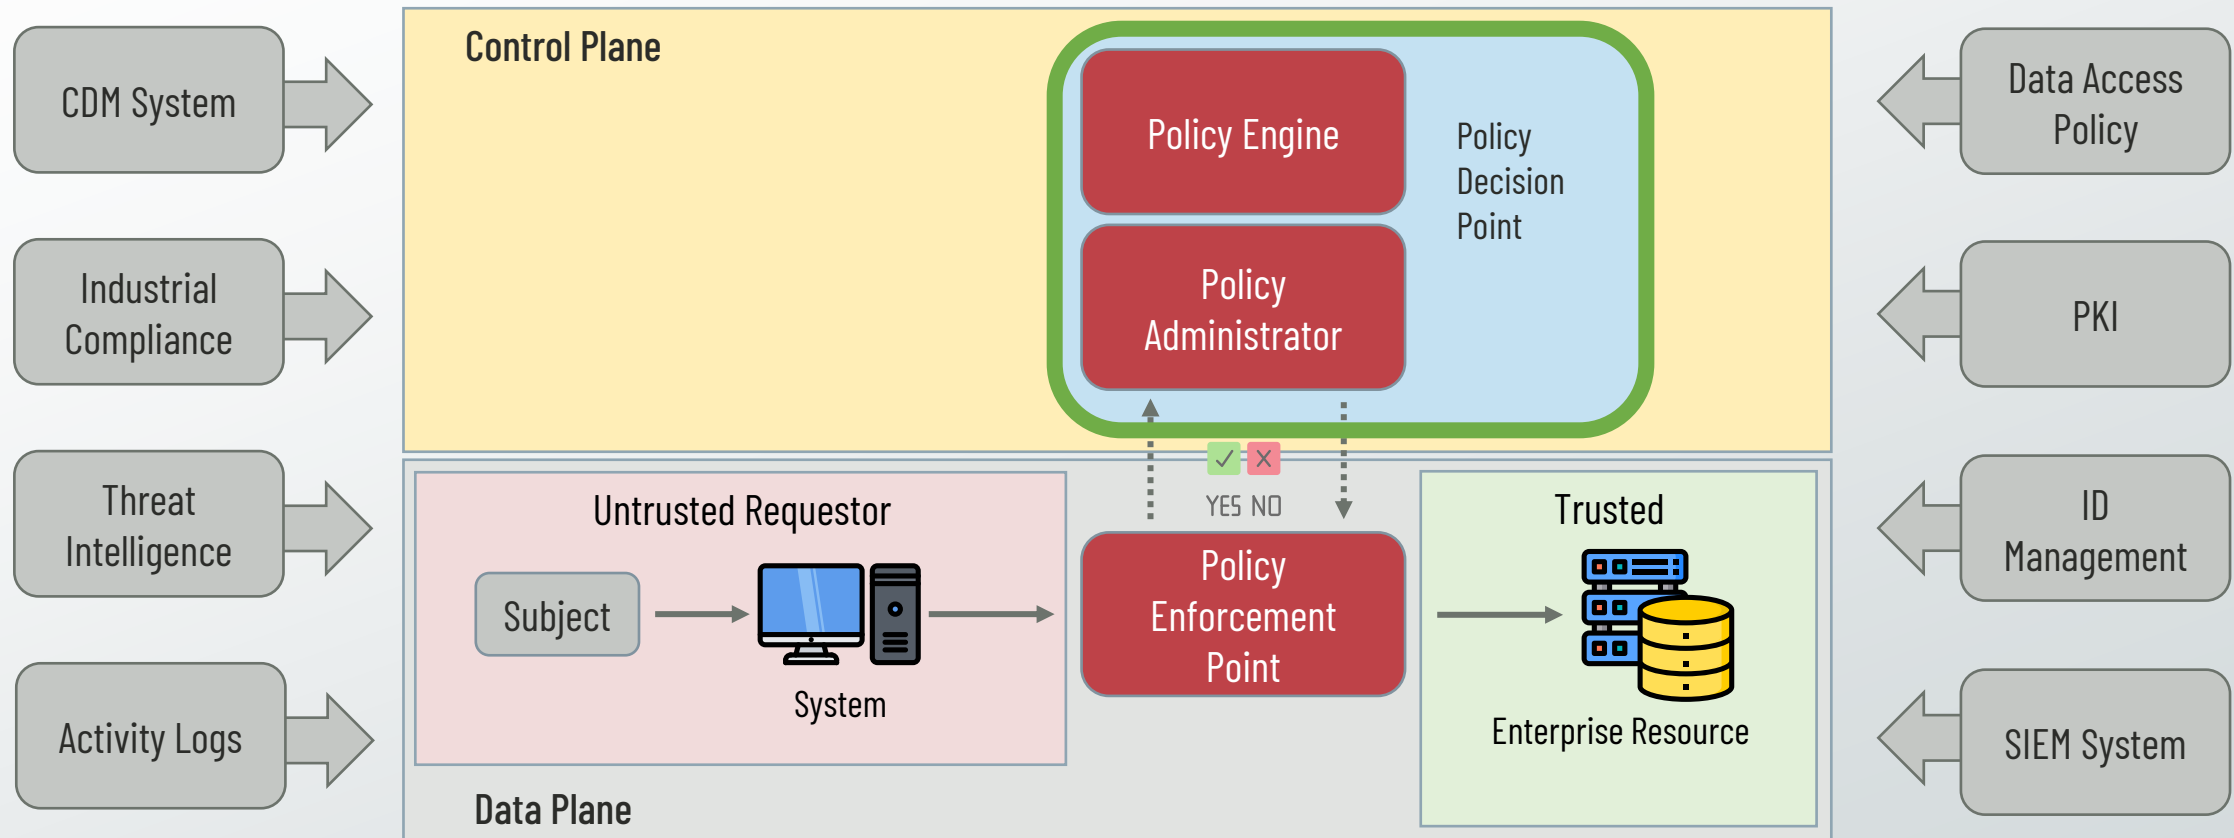 CDM System
Industrial
Compliance
Threat
Intelligence
Activity Logs
Control Plane
Policy Engine
Policy
Administrator
Policy
Decision
Point
YES NO
Untrusted Requestor
Subject
System
Policy
Enforcement
Point
Trusted
Enterprise Resource
Data Plane
Data Access
Policy
PKI
ID
Management
SIEM System